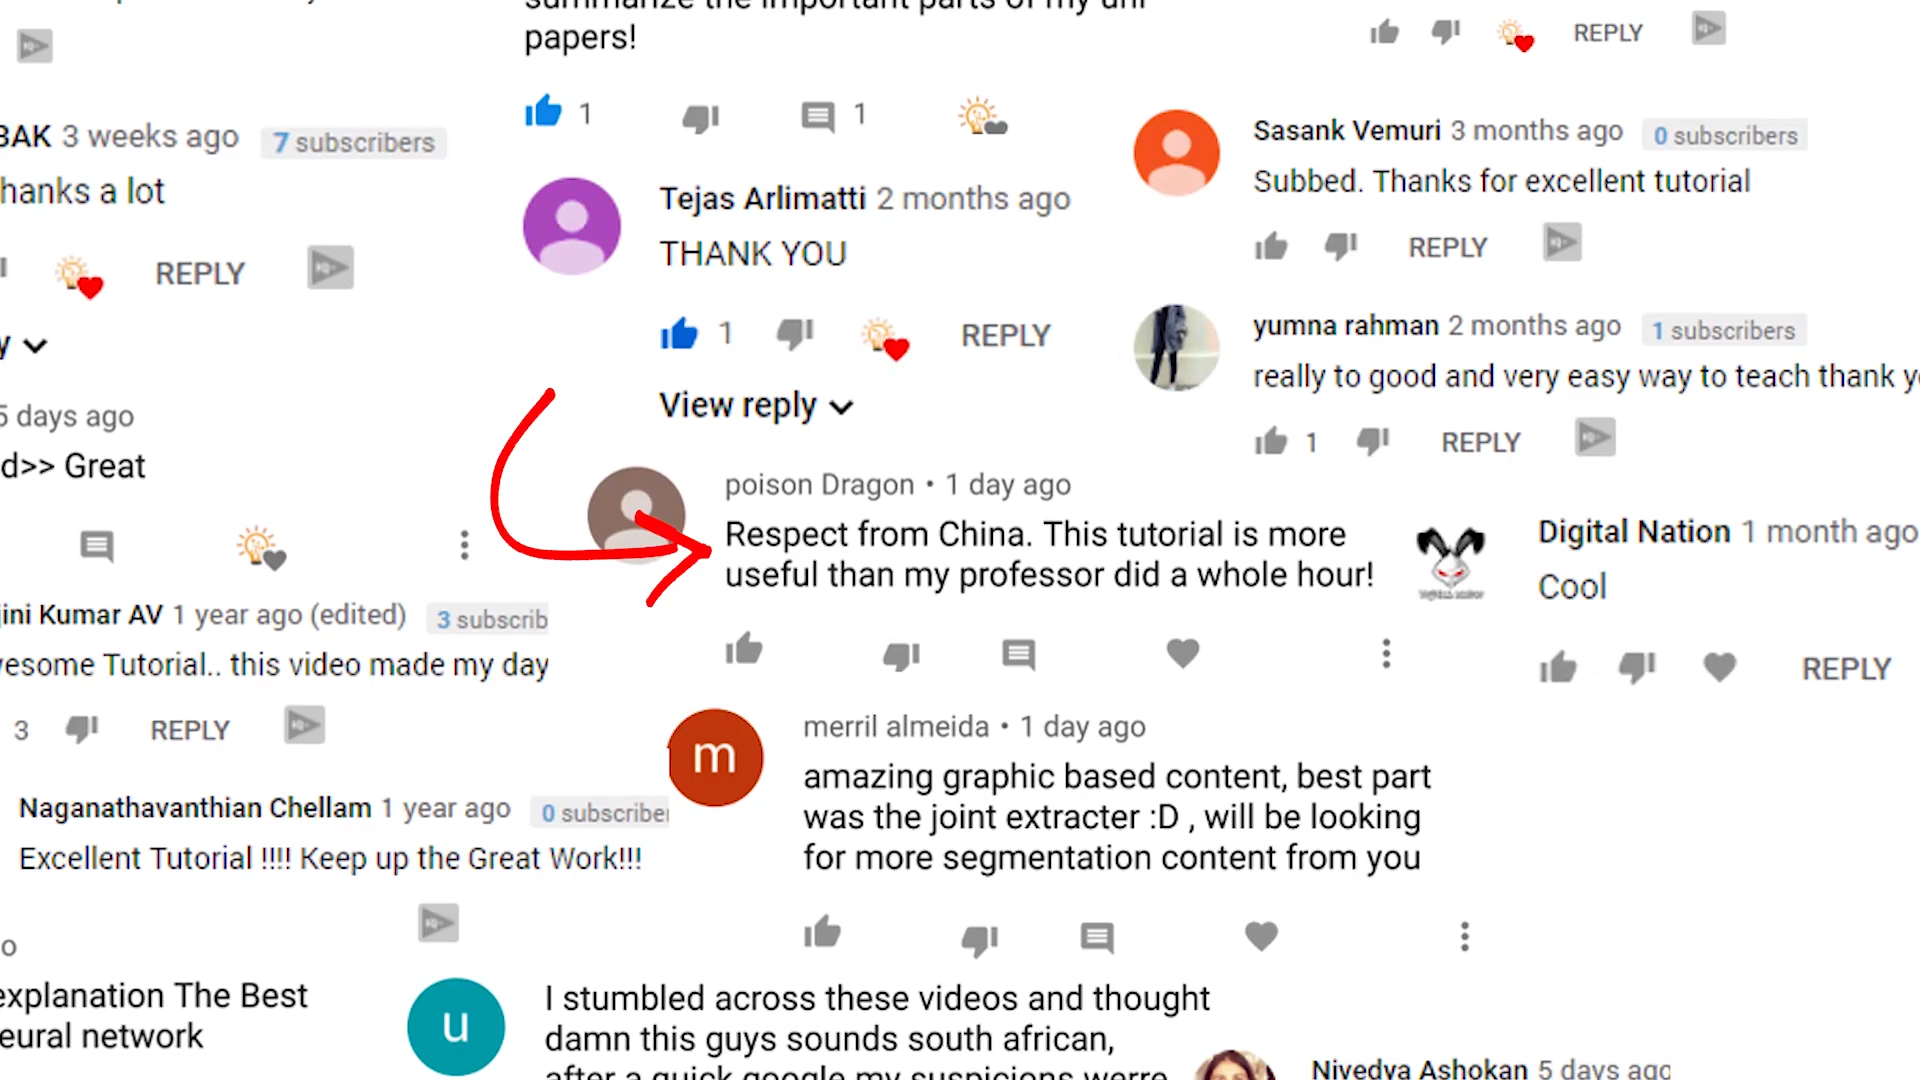 summarize the important parts of my uni
papers!
1
1
REPLY
BAK 3 weeks ago 7 subscribers
hanks a lot
REPLY
y
5 days ago
d>> Great
Tejas Arlimatti 2 months ago
THANK YOU
1
REPLY
View reply
Sasank Vemuri 3 months ago 0 subscribers
Subbed. Thanks for excellent tutorial
REPLY
yumna rahman 2 months ago 1 subscribers
really to good and very easy way to teach thank y
1
REPLY
poison Dragon • 1 day ago
Respect from China. This tutorial is more
useful than my professor did a whole hour!
Digital Nation 1 month ago
Cool
REPLY
jini Kumar AV 1 year ago (edited) 3 subscrib
esome Tutorial.. this video made my day
3
REPLY
m
merril almeida • 1 day ago
amazing graphic based content, best part
was the joint extracter :D , will be looking
for more segmentation content from you
Naganathavanthian Chellam 1 year ago 0 subscriber
Excellent Tutorial !!!! Keep up the Great Work!!!
o
explanation The Best
eural network
u
I stumbled across these videos and thought
damn this guys sounds south african,
after a quick google my suspicions werre
Nivedya Ashokan 5 days ago